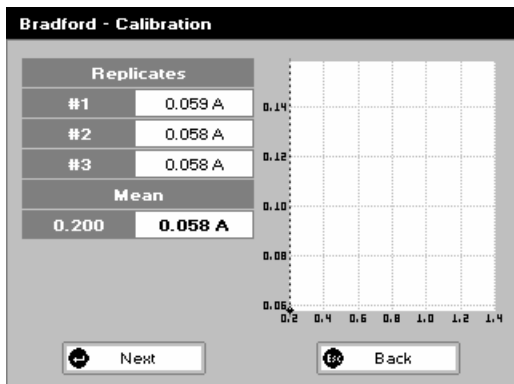 Bradford - Calibration
Replicates
#1 0.059 A
#2 0.058 A
#3 0.058 A
Mean
0.200 0.058 A
0.14
0.12
0.10
0.08
0.06
0.2 0.4 0.6 0.8 1.0 1.2 1.4
Next
Esc Back